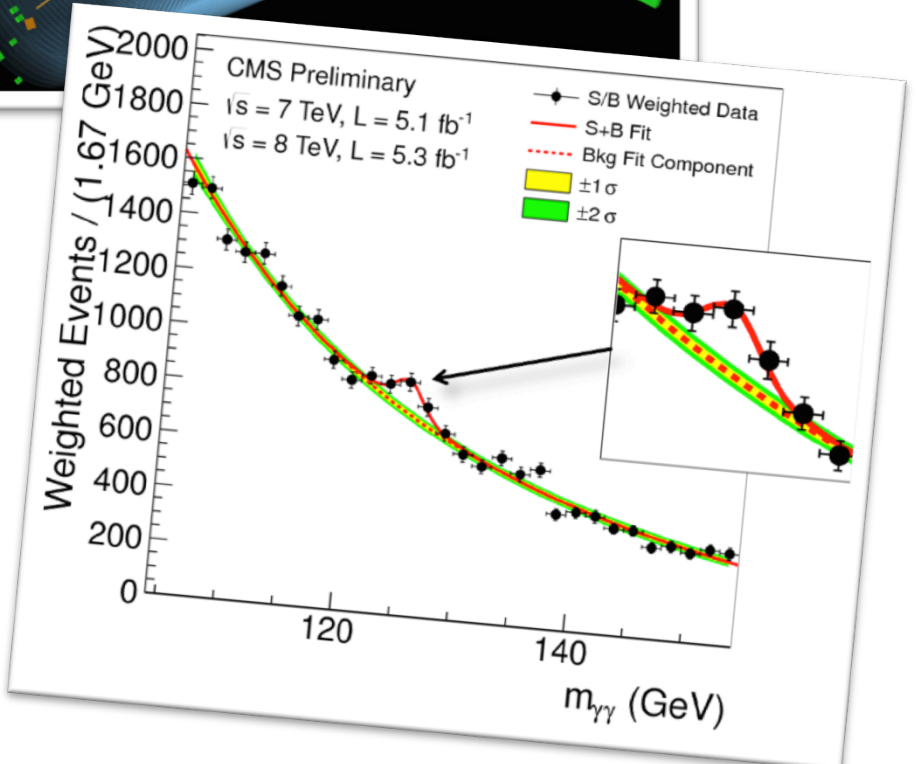 CMS Preliminary
√s = 7 TeV, L = 5.1 fb⁻¹
√s = 8 TeV, L = 5.3 fb⁻¹
S/B Weighted Data
S+B Fit
Bkg Fit Component
±1 σ
±2 σ
Weighted Events / (1.67 GeV)
2000
1800
1600
1400
1200
1000
800
600
400
200
0
120
140
mγγ (GeV)